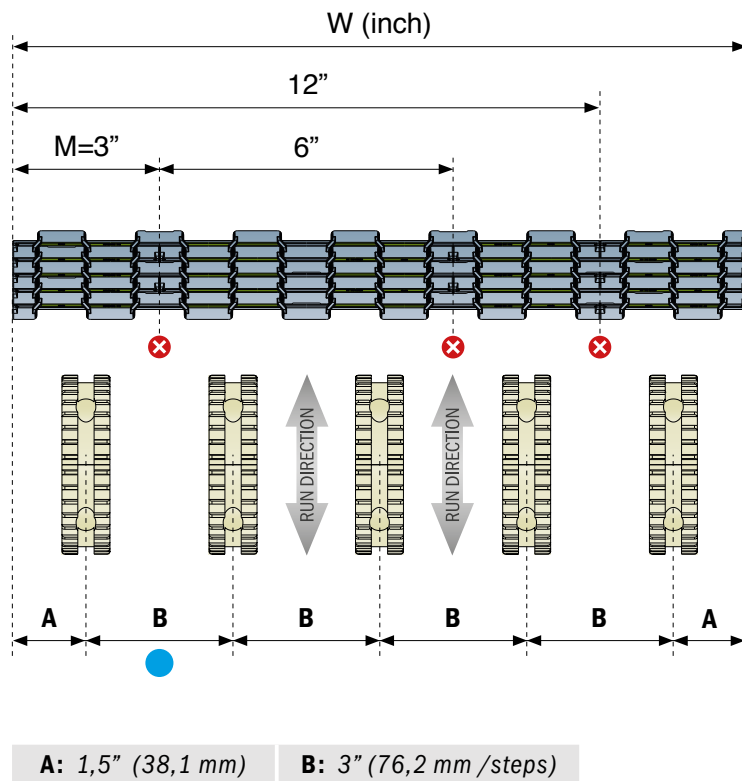 W (inch)
12”
M=3”
6”
RUN DIRECTION
RUN DIRECTION
A
B
B
B
B
A
A: 1,5” (38,1 mm)
B: 3” (76,2 mm /steps)